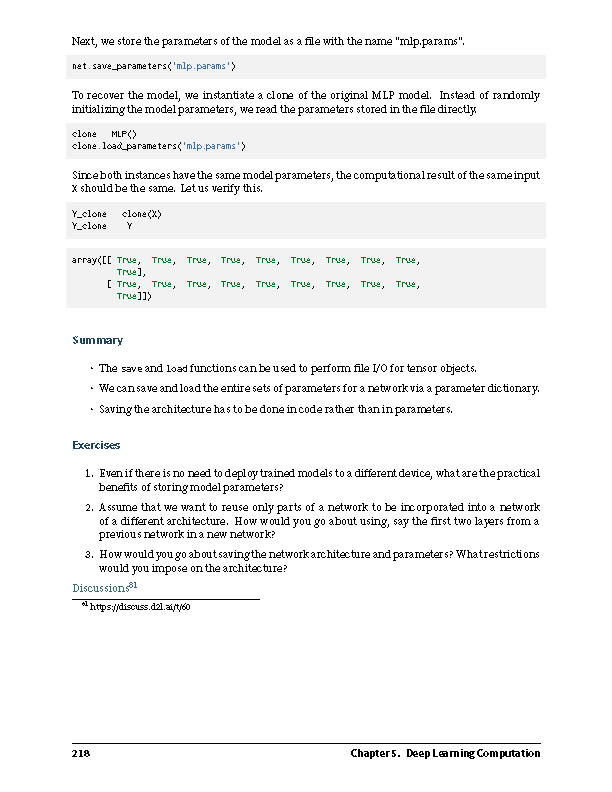 Next, we store the parameters of the model as a file with the name "mlp.params".
net.save_parameters('mlp.params')
To recover the model, we instantiate a clone of the original MLP model. Instead of randomly
initializing the model parameters, we read the parameters stored in the file directly.
clone MLP()
clone.load_parameters('mlp.params')
Since both instances have the same model parameters, the computational result of the same input
X should be the same. Let us verify this.
Y_clone clone(X)
Y_clone Y
array([[ True, True, True, True, True, True, True, True, True,
True],
[ True, True, True, True, True, True, True, True, True,
True]])
Summary
• The save and load functions can be used to perform file I/O for tensor objects.
• We can save and load the entire sets of parameters for a network via a parameter dictionary.
• Saving the architecture has to be done in code rather than in parameters.
Exercises
1. Even if there is no need to deploy trained models to a different device, what are the practical
benefits of storing model parameters?
2. Assume that we want to reuse only parts of a network to be incorporated into a network
of a different architecture. How would you go about using, say the first two layers from a
previous network in a new network?
3. How would you go about saving the network architecture and parameters? What restrictions
would you impose on the architecture?
Discussions81
81 https://discuss.d2l.ai/t/60
218 Chapter 5. Deep Learning Computation